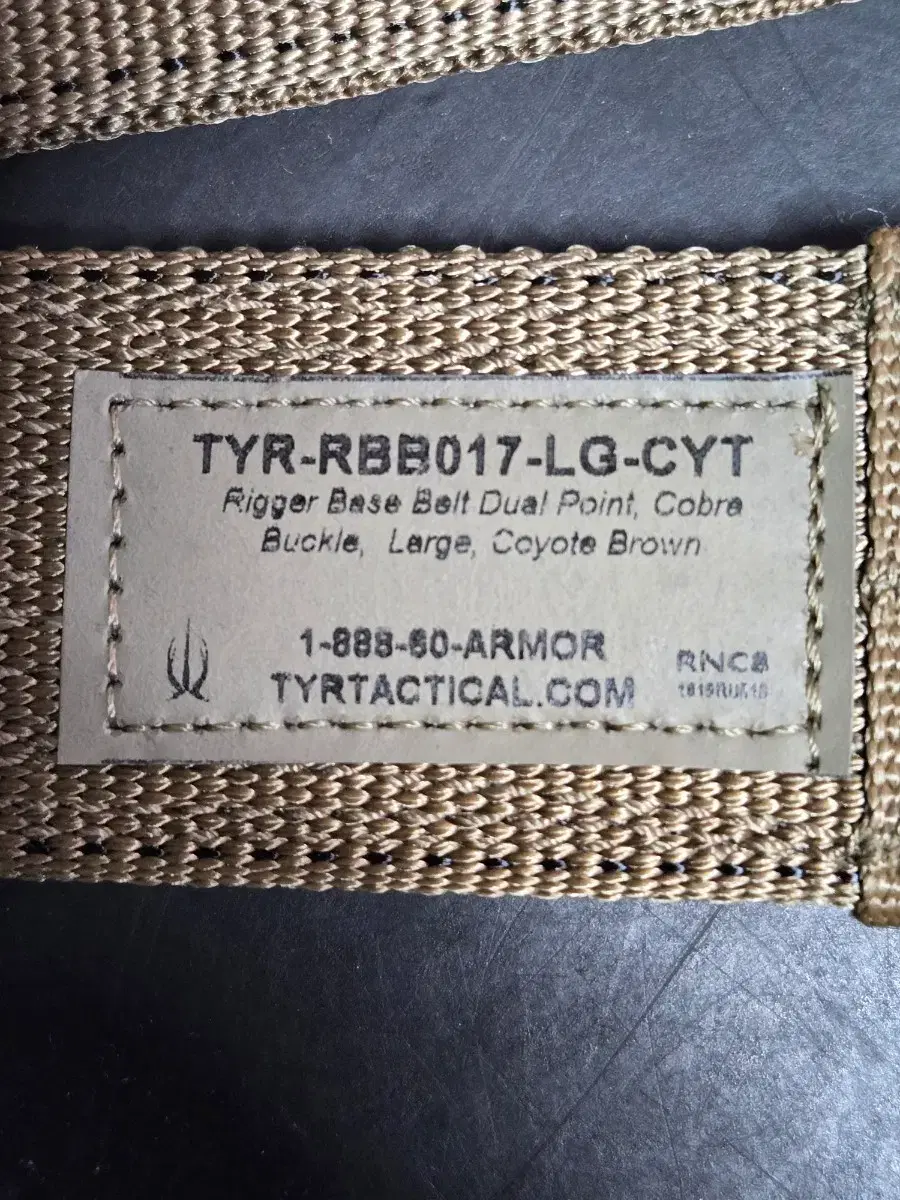 TYR-RBB017-LG-CYT
Rigger Base Belt Dual Point, Cobra
Buckle, Large, Coyote Brown
1-888-60-ARMOR
TYRTACTICAL.COM